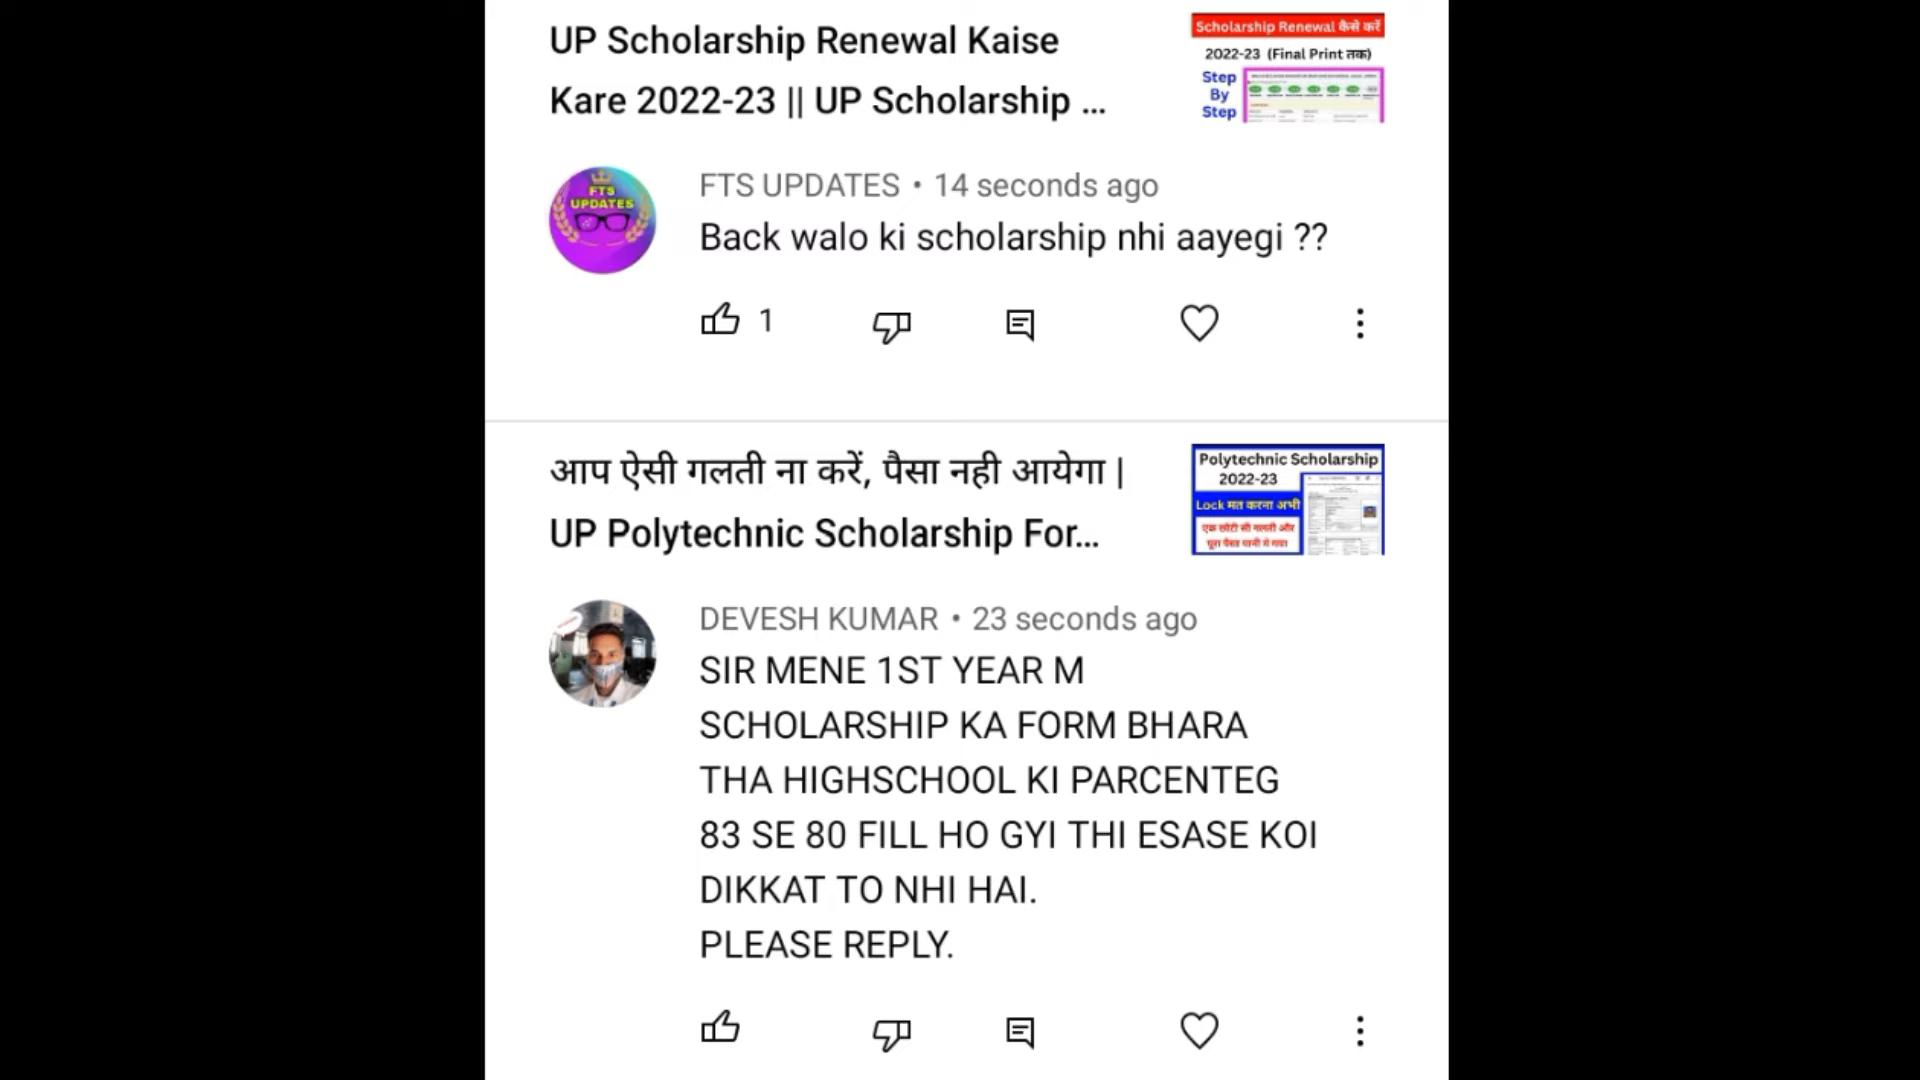 UP Scholarship Renewal Kaise
Kare 2022-23 || UP Scholarship ...
Scholarship Renewal कैसे करें
2022-23 (Final Print तक)
Step
By
Step
FTS
UPDATES
FTS UPDATES • 14 seconds ago
Back walo ki scholarship nhi aayegi ??
1
आप ऐसी गलती ना करें, पैसा नही आयेगा |
UP Polytechnic Scholarship For...
Polytechnic Scholarship
2022-23
Lock मत करना अभी
एक छोटी सी गलती और
पूरा पैसा पानी में गया
DEVESH KUMAR • 23 seconds ago
SIR MENE 1ST YEAR M
SCHOLARSHIP KA FORM BHARA
THA HIGHSCHOOL KI PARCENTEG
83 SE 80 FILL HO GYI THI ESASE KOI
DIKKAT TO NHI HAI.
PLEASE REPLY.